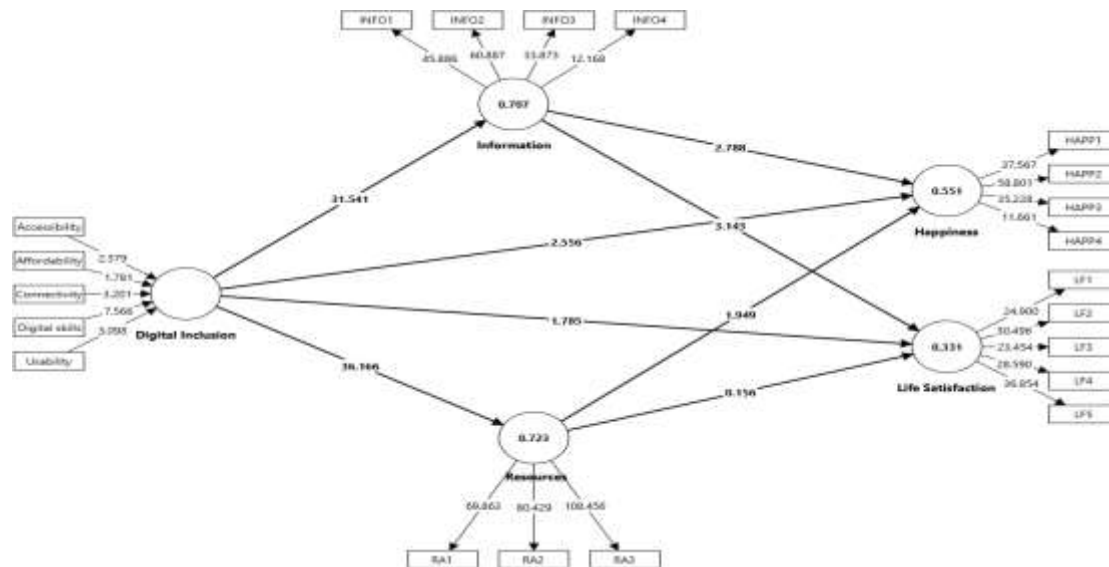 INFO1
INFO2
INFO3
INFO4
45.886
60.887
33.873
12.168
0.707
Information
2.788
31.541
3.143
2.556
HAPP1
37.567
HAPP2
58.801
0.551
35.228
HAPP3
Happiness
11.661
HAPP4
Accessibility
2.379
Affordability
1.781
Connectivity
3.201
Digital skills
7.566
Usability
Digital Inclusion
1.785
1.949
36.166
0.156
LF1
24.900
LF2
30.496
0.331
23.454
LF3
28.590
LF4
Life Satisfaction
36.854
LF5
0.723
Resources
69.863
80.429
108.456
RA1
RA2
RA3